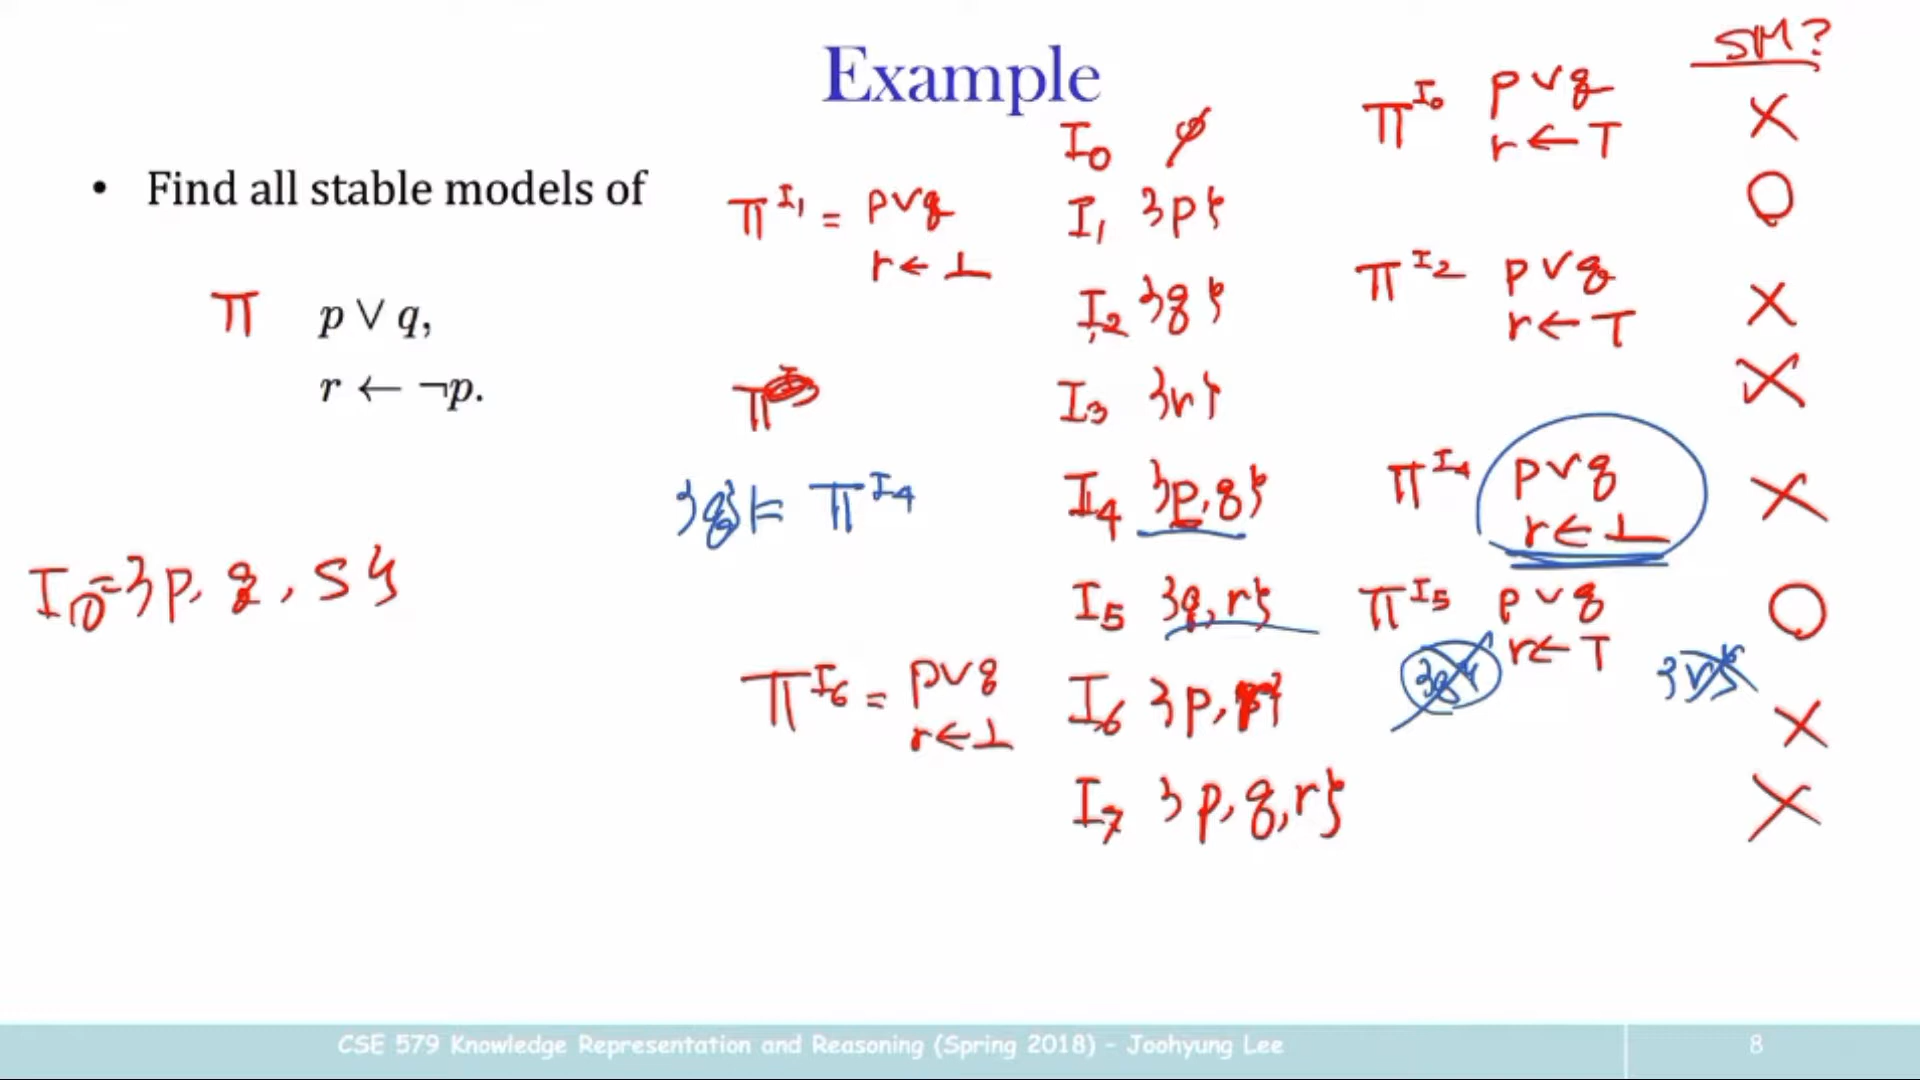 Example
SM?
• Find all stable models of
Π p ∨ q,
r ← ¬p.
I₁₀ = {p, q, s}
Π^I₁ = p∨q
r ← ⊥
Π
{q} ⊨ Π^I₄
Π^I₆ = p∨q
r ← ⊥
I₀ ∅
I₁ {p}
I₂ {q}
I₃ {r}
I₄ {p, q}
I₅ {q, r}
I₆ {p, r}
I₇ {p, q, r}
Π^I₀ p∨q
r ← T
Π^I₂ p∨q
r ← T
Π^I₄ p∨q
r ← ⊥
Π^I₅ p∨q
r ← T
{q} {r}
X
O
X
X
X
O
X
X
CSE 579 Knowledge Representation and Reasoning (Spring 2018) - Joohyung Lee 8